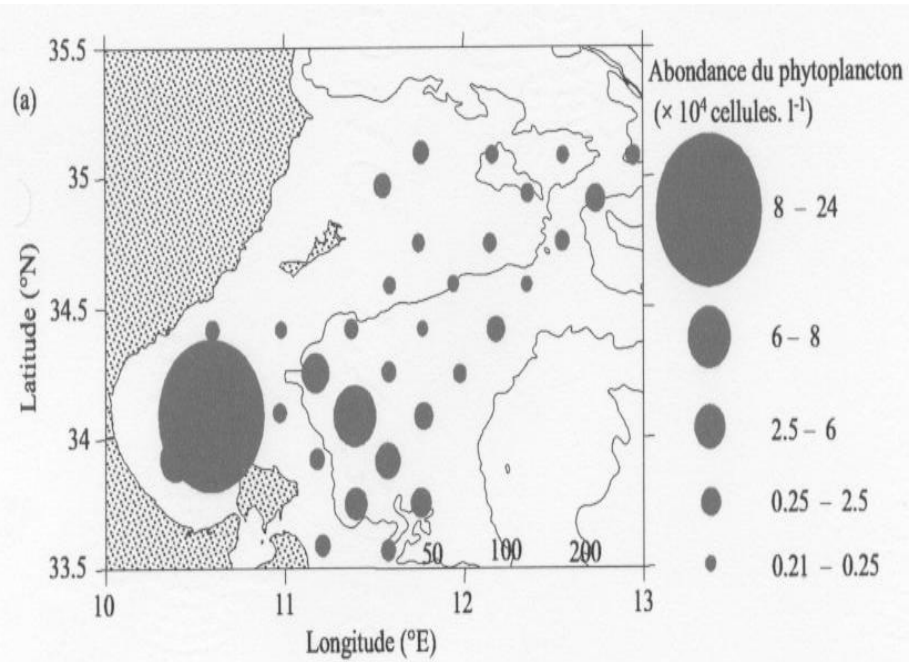 (a)
35.5
35
34.5
34
33.5
Latitude (°N)
10
11
12
13
Longitude (°E)
50
100
200
Abondance du phytoplancton
(× 10⁴ cellules. l⁻¹)
8 – 24
6 – 8
2.5 – 6
0.25 – 2.5
0.21 – 0.25